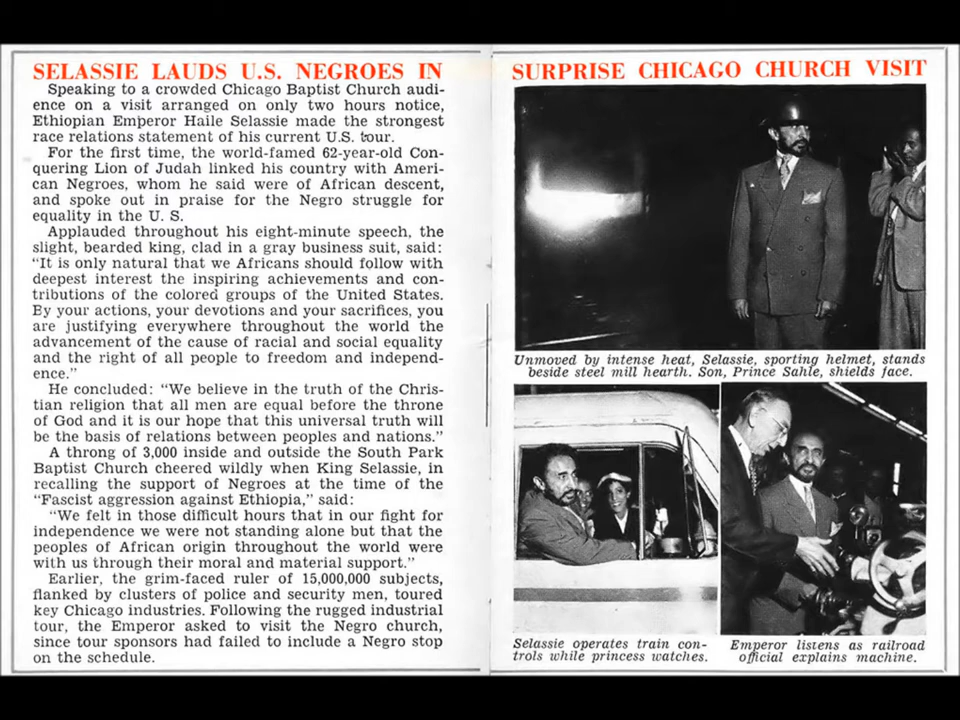 SELASSIE LAUDS U.S. NEGROES IN
Speaking to a crowded Chicago Baptist Church audi-
ence on a visit arranged on only two hours notice,
Ethiopian Emperor Haile Selassie made the strongest
race relations statement of his current U.S. tour.
For the first time, the world-famed 62-year-old Con-
quering Lion of Judah linked his country with Ameri-
can Negroes, whom he said were of African descent,
and spoke out in praise for the Negro struggle for
equality in the U. S.
Applauded throughout his eight-minute speech, the
slight, bearded king, clad in a gray business suit, said:
“It is only natural that we Africans should follow with
deepest interest the inspiring achievements and con-
tributions of the colored groups of the United States.
By your actions, your devotions and your sacrifices, you
are justifying everywhere throughout the world the
advancement of the cause of racial and social equality
and the right of all people to freedom and independ-
ence.”
He concluded: “We believe in the truth of the Chris-
tian religion that all men are equal before the throne
of God and it is our hope that this universal truth will
be the basis of relations between peoples and nations.”
A throng of 3,000 inside and outside the South Park
Baptist Church cheered wildly when King Selassie, in
recalling the support of Negroes at the time of the
“Fascist aggression against Ethiopia,” said:
“We felt in those difficult hours that in our fight for
independence we were not standing alone but that the
peoples of African origin throughout the world were
with us through their moral and material support.”
Earlier, the grim-faced ruler of 15,000,000 subjects,
flanked by clusters of police and security men, toured
key Chicago industries. Following the rugged industrial
tour, the Emperor asked to visit the Negro church,
since tour sponsors had failed to include a Negro stop
on the schedule.
SURPRISE CHICAGO CHURCH VISIT
Unmoved by intense heat, Selassie, sporting helmet, stands
beside steel mill hearth. Son, Prince Sahle, shields face.
Selassie operates train con-
trols while princess watches.
Emperor listens as railroad
official explains machine.